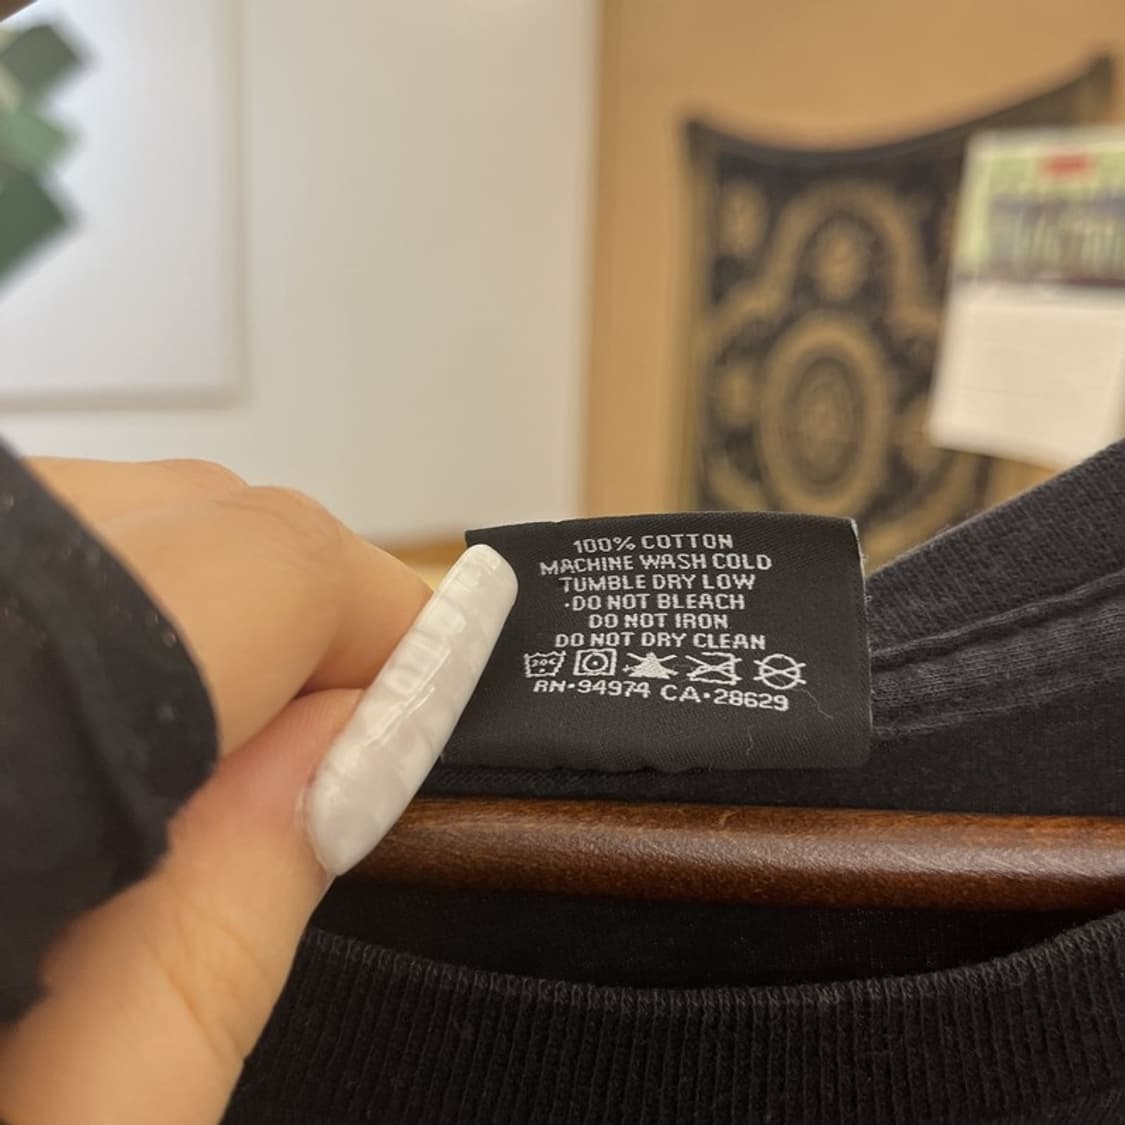 100% COTTON
MACHINE WASH COLD
TUMBLE DRY LOW
·DO NOT BLEACH
DO NOT IRON
DO NOT DRY CLEAN
30C
RN·94974 CA·28629